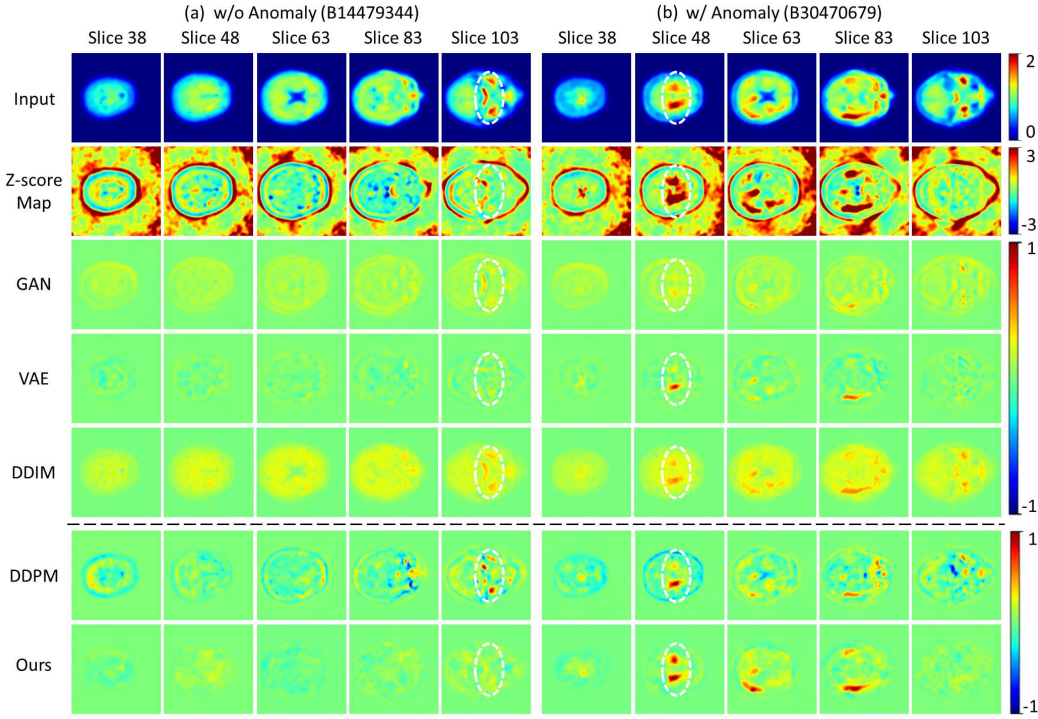 (a) w/o Anomaly (B14479344)
(b) w/ Anomaly (B30470679)
Slice 38 Slice 48 Slice 63 Slice 83 Slice 103 Slice 38 Slice 48 Slice 63 Slice 83 Slice 103
Input
2
0
Z-score
Map
3
-3
GAN
1
VAE
DDIM
-1
DDPM
1
Ours
-1